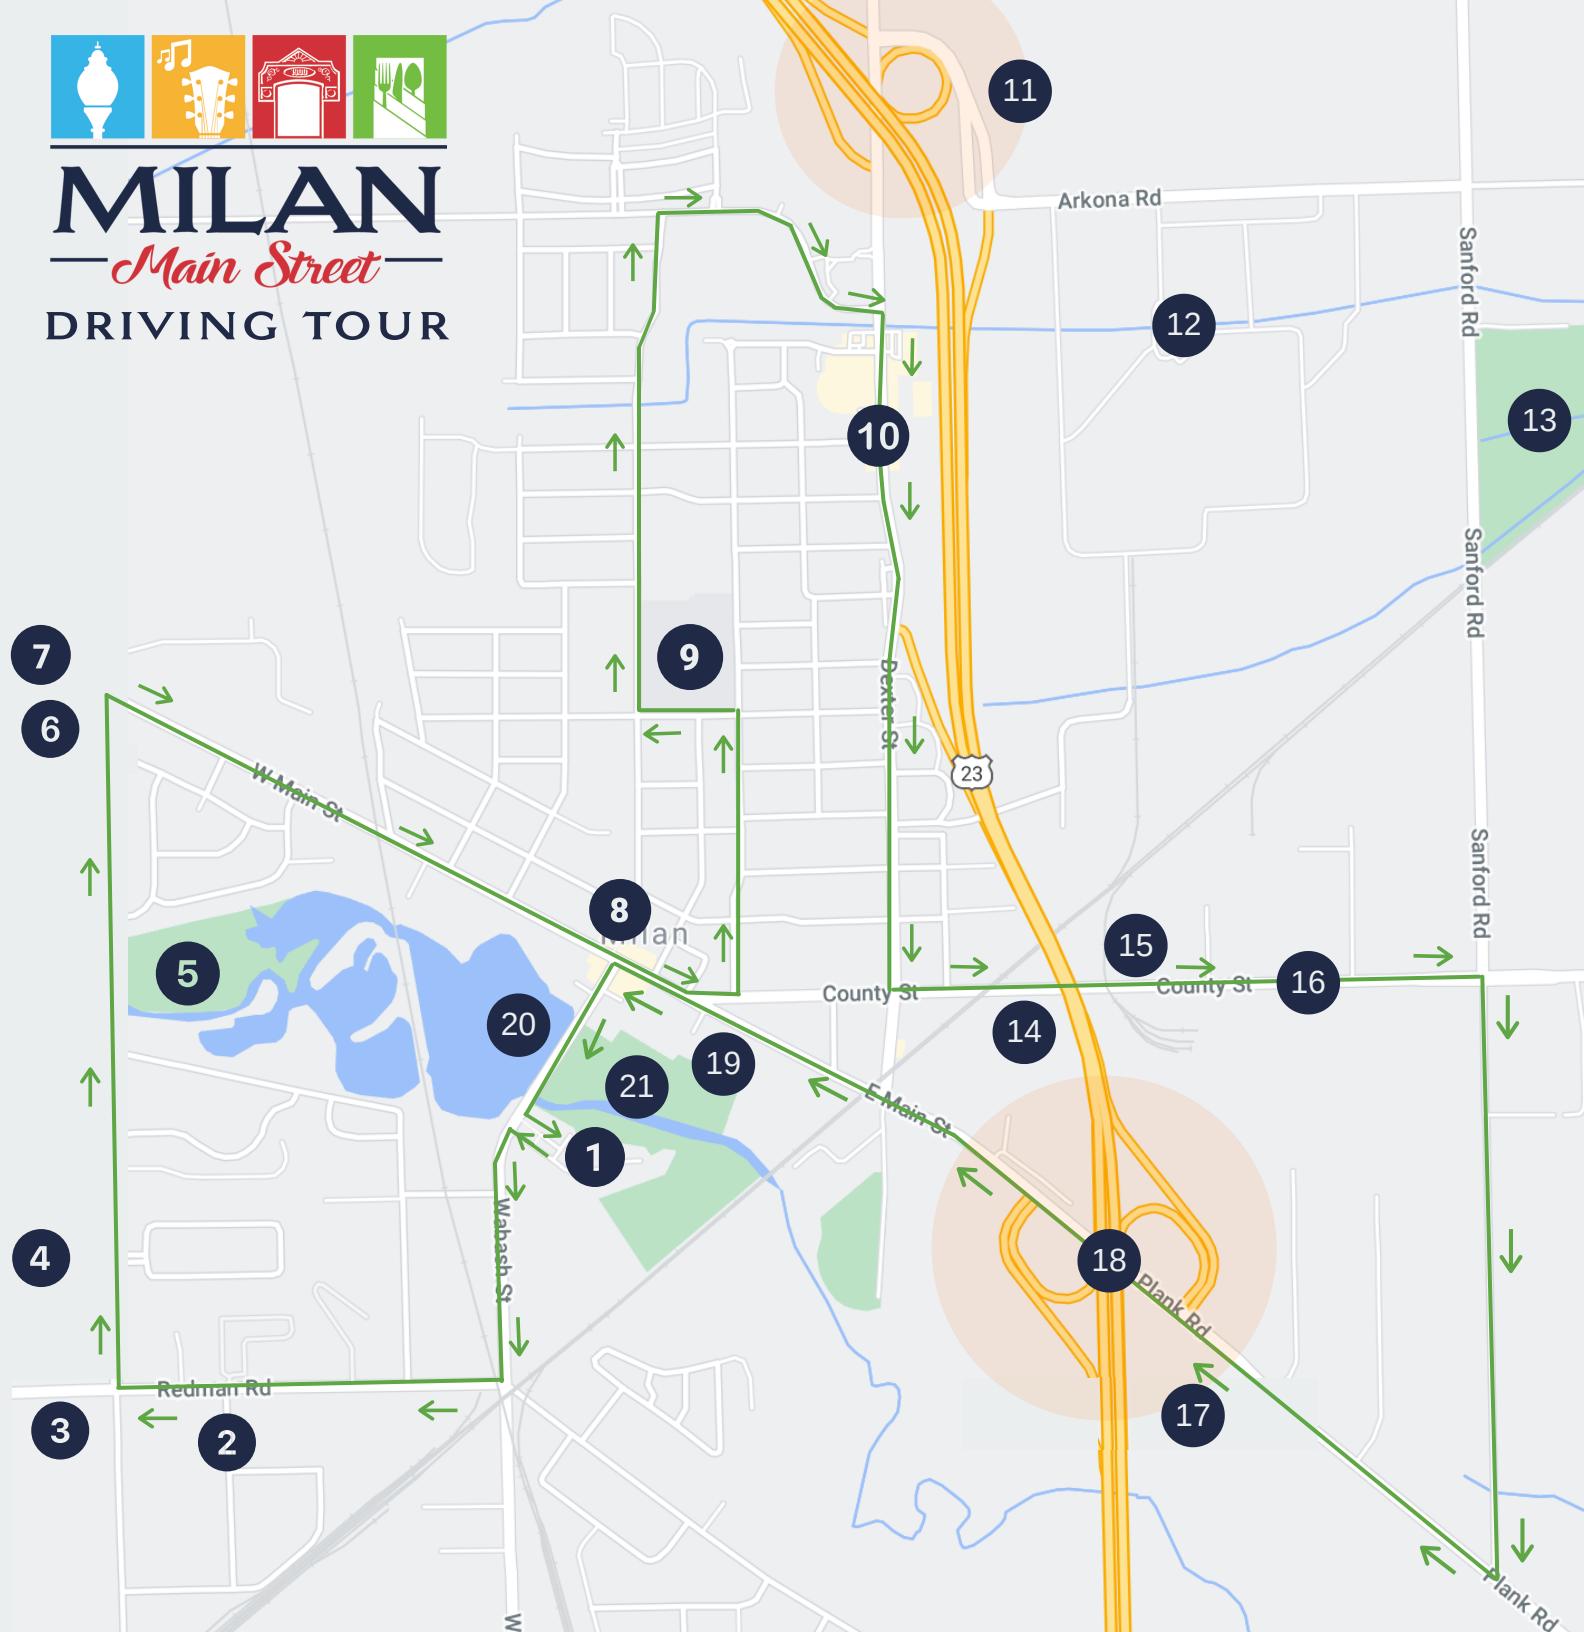 MILAN
Main Street
DRIVING TOUR
11
Arkona Rd
Sanford Rd
12
13
10
Sanford Rd
7
9
6
Dexter St
W Main St
23
Sanford Rd
8
Milan
15
5
County St
County St
16
20
14
19
21
E Main St
1
4
Wabash St
18
Plank Rd
Redman Rd
3
2
17
Plank Rd
W